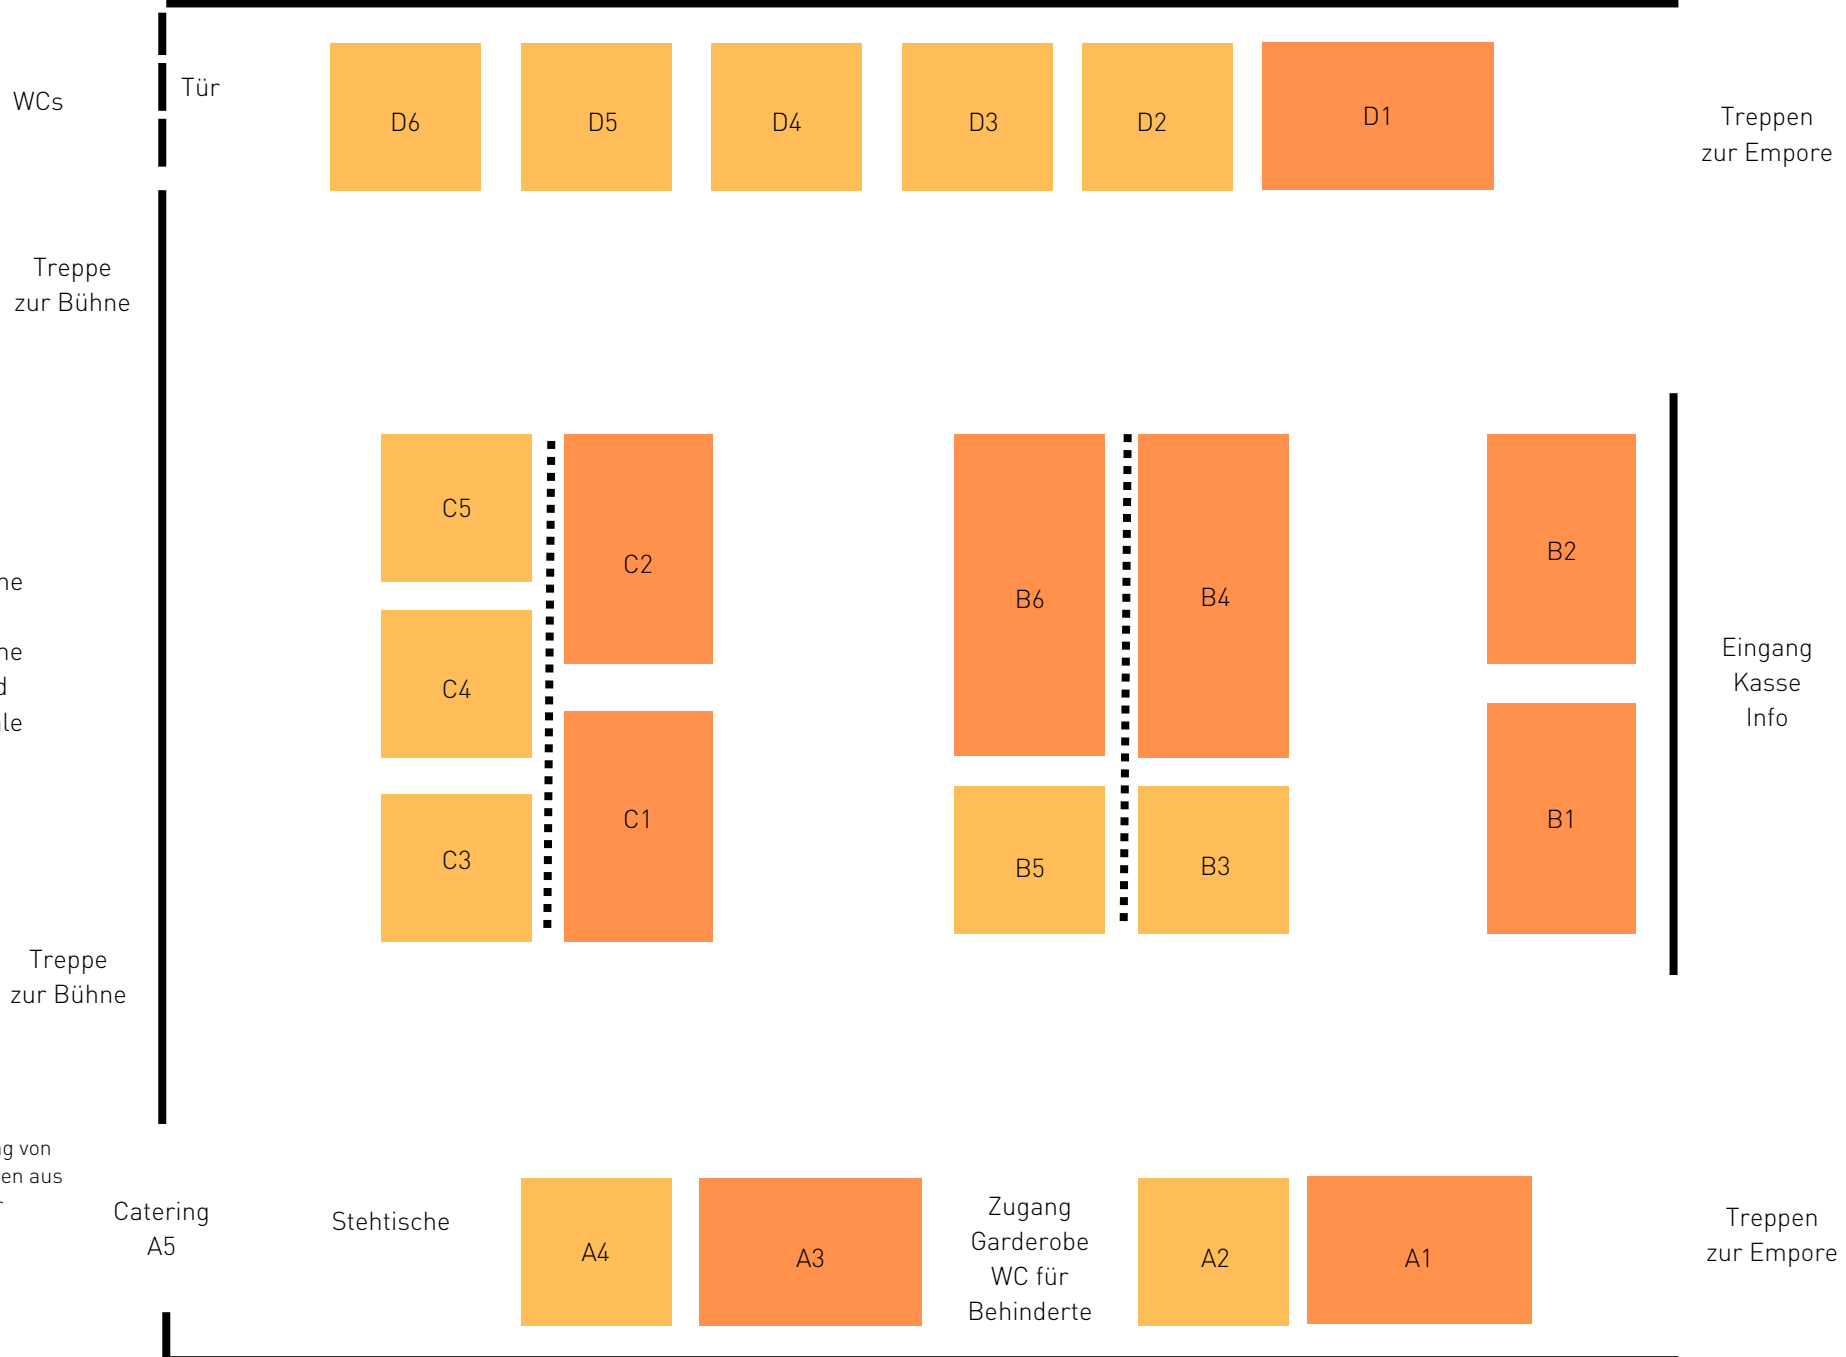 WCs
Tür
D6
D5
D4
D3
D2
D1
Treppen
zur Empore
Treppe
zur Bühne
C5
C2
B6
B4
B2
C4
C1
C3
B5
B3
B1
Eingang
Kasse
Info
Treppe
zur Bühne
von
aus
Catering
A5
Stehtische
A4
A3
Zugang
Garderobe
WC für
Behinderte
A2
A1
Treppen
zur Empore